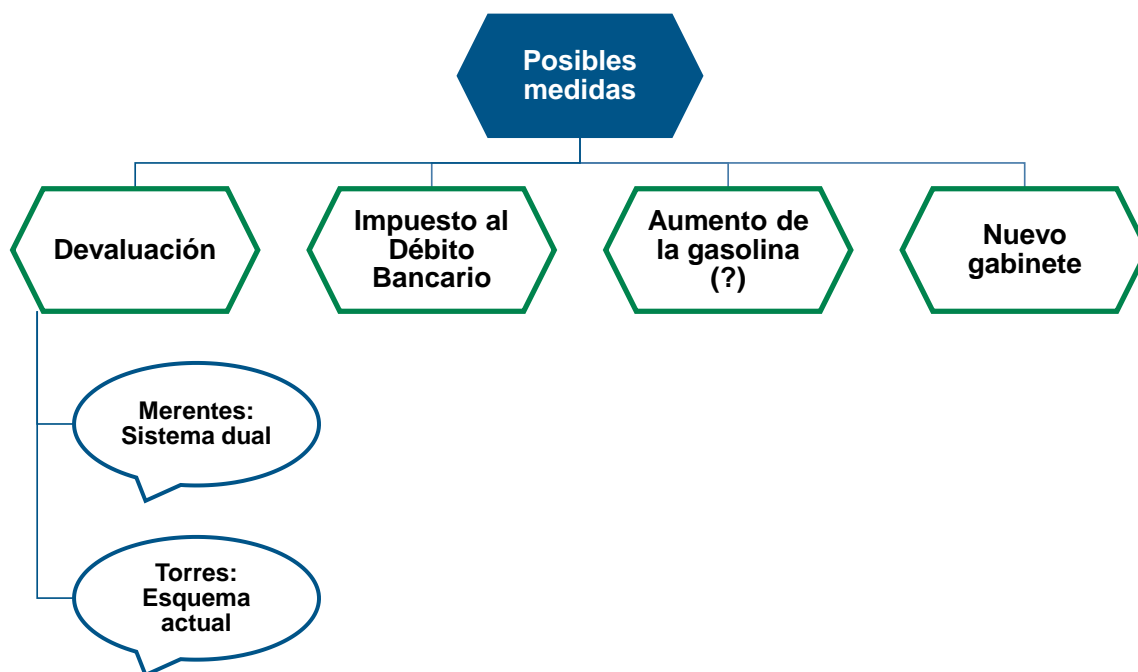 Posibles
medidas
Devaluación
Impuesto al
Débito
Bancario
Aumento de
la gasolina
(?)
Nuevo
gabinete
Merentes:
Sistema dual
Torres:
Esquema
actual